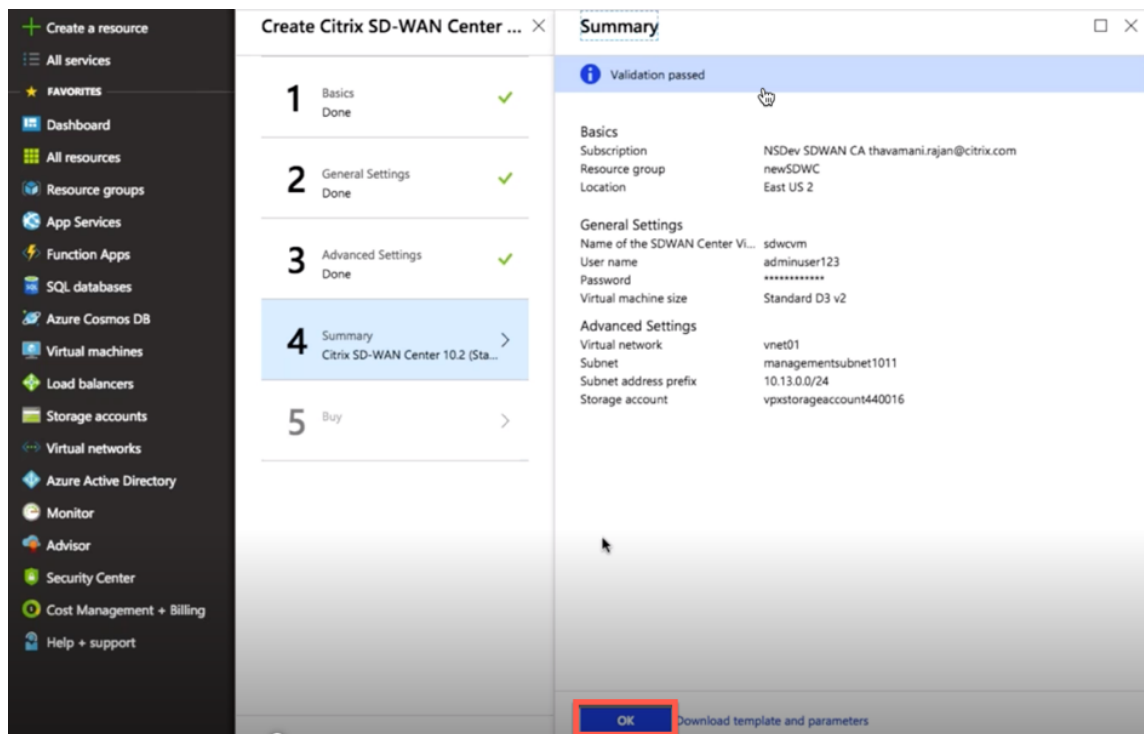 Create a resource
All services
FAVORITES
Dashboard
All resources
Resource groups
App Services
Function Apps
SQL databases
Azure Cosmos DB
Virtual machines
Load balancers
Storage accounts
Virtual networks
Azure Active Directory
Monitor
Advisor
Security Center
Cost Management + Billing
Help + support
Create Citrix SD-WAN Center ...
1 Basics
Done
2 General Settings
Done
3 Advanced Settings
Done
4 Summary
Citrix SD-WAN Center 10.2 (Sta...
5 Buy
Summary
Validation passed
Basics
Subscription NSDev SDWAN CA thavamani.rajan@citrix.com
Resource group newSDWC
Location East US 2
General Settings
Name of the SDWAN Center Vi... sdwcvm
User name adminuser123
Password ************
Virtual machine size Standard D3 v2
Advanced Settings
Virtual network vnet01
Subnet managementsubnet1011
Subnet address prefix 10.13.0.0/24
Storage account vpxstorageaccount440016
OK Download template and parameters